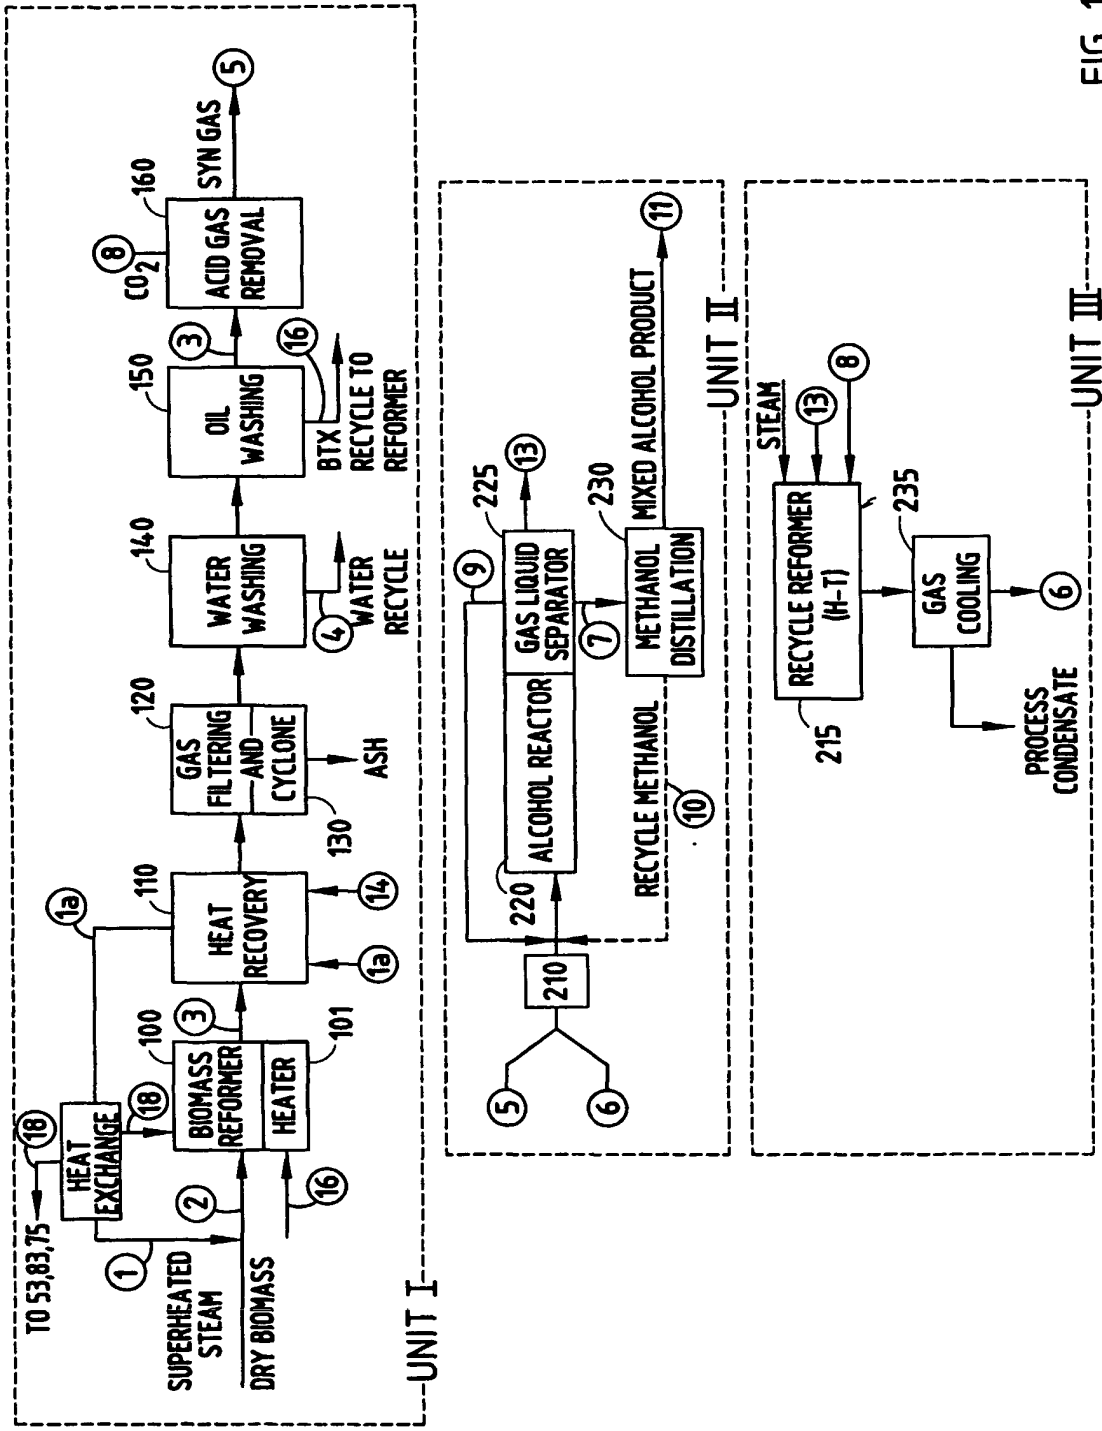 TO 53,83,75
18
HEAT
EXCHANGE
18
1
1a
SUPERHEATED
STEAM
DRY BIOMASS
2
16
100
BIOMASS
REFORMER
HEATER
101
3
110
HEAT
RECOVERY
1a
14
120
GAS
FILTERING
AND
CYCLONE
130
ASH
140
WATER
WASHING
4
WATER
RECYCLE
150
OIL
WASHING
16
BTX
RECYCLE TO
REFORMER
3
8
CO2
160
ACID GAS
REMOVAL
SYN GAS
5
UNIT I
5
6
210
220
ALCOHOL REACTOR
9
225
GAS LIQUID
SEPARATOR
13
7
230
METHANOL
DISTILLATION
RECYCLE METHANOL
10
MIXED ALCOHOL PRODUCT
11
UNIT II
STEAM
13
8
RECYCLE REFORMER
(H-T)
215
235
GAS
COOLING
6
PROCESS
CONDENSATE
UNIT III
FIG. 1